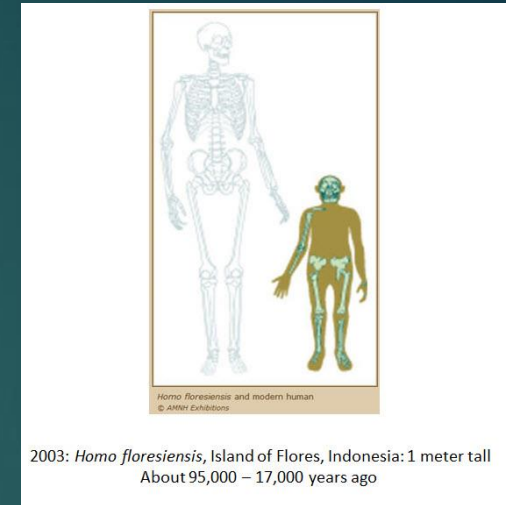 Homo floresiensis and modern human
© AMNH Exhibitions
2003: Homo floresiensis, Island of Flores, Indonesia: 1 meter tall
About 95,000 – 17,000 years ago